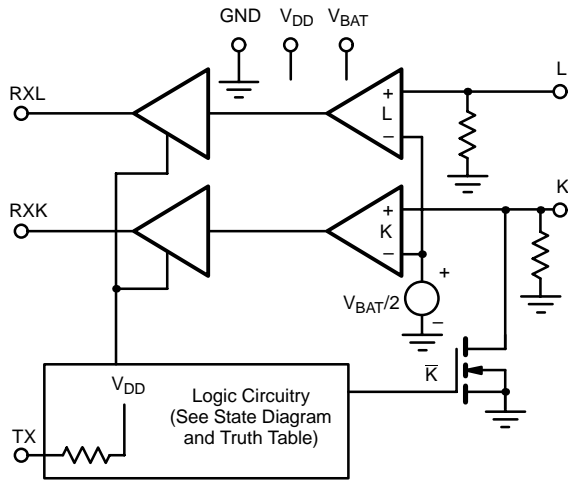 GND V_DD V_BAT
L
RXL
+
L
−
K
RXK
+
K
−
+
V_BAT/2
−
K̅
V_DD
Logic Circuitry
(See State Diagram
and Truth Table)
TX